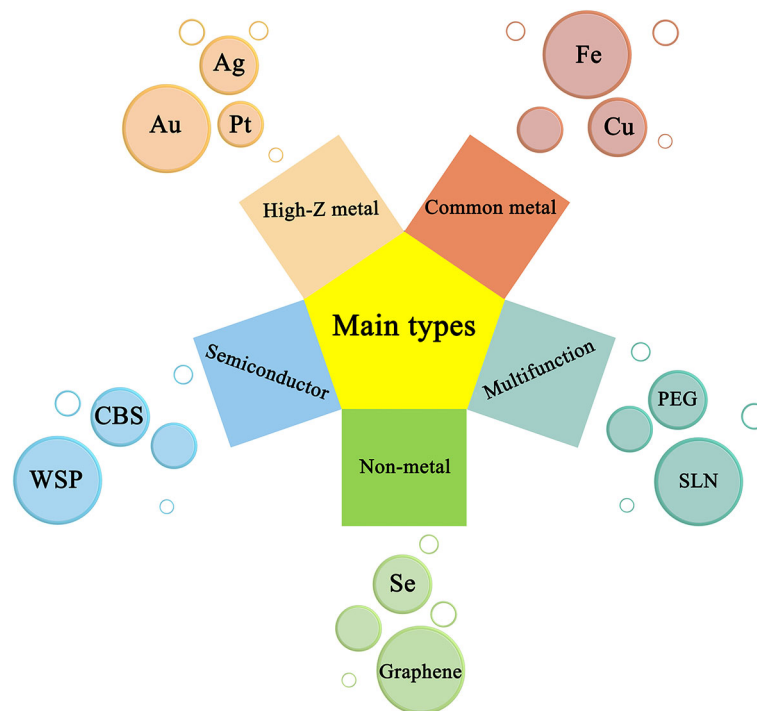 Ag
Au
Pt
Fe
Cu
High-Z metal
Common metal
Main types
Semiconductor
Multifunction
CBS
WSP
PEG
SLN
Non-metal
Se
Graphene